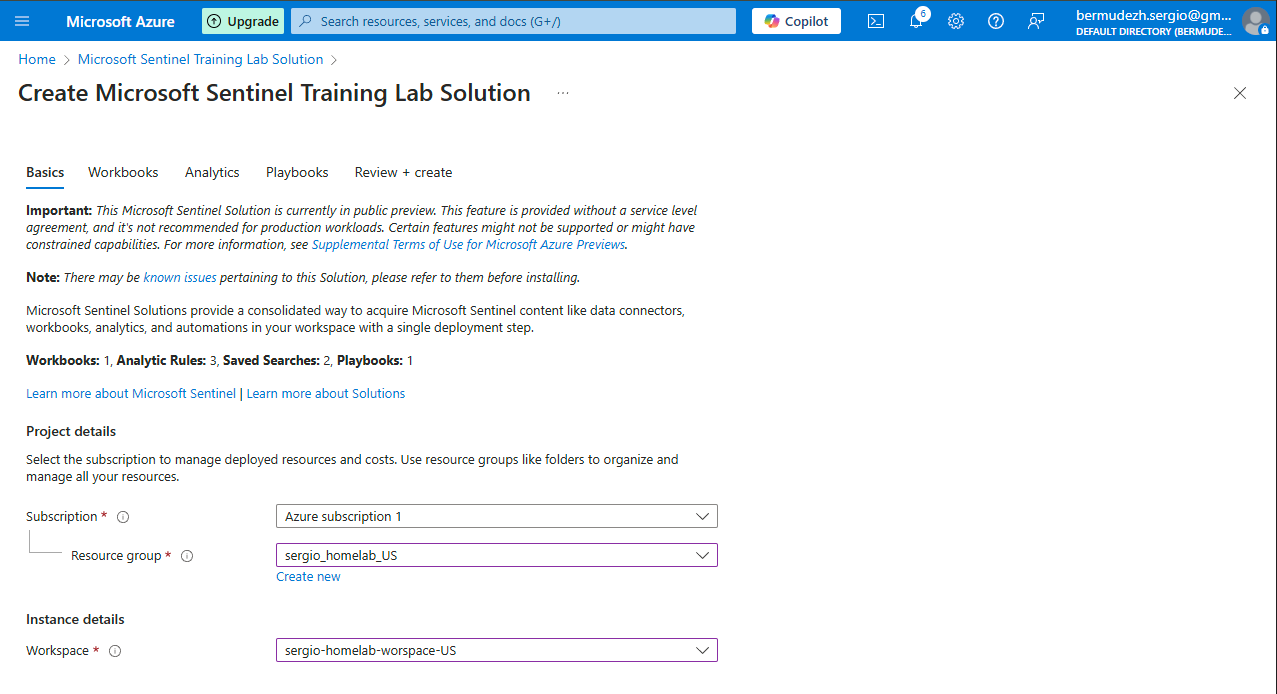 Microsoft Azure
Upgrade
Search resources, services, and docs (G+/)
Copilot
6
bermudezh.sergio@gm...
DEFAULT DIRECTORY (BERMUDE...
Home > Microsoft Sentinel Training Lab Solution >
Create Microsoft Sentinel Training Lab Solution ...
Basics Workbooks Analytics Playbooks Review + create
Important: This Microsoft Sentinel Solution is currently in public preview. This feature is provided without a service level
agreement, and it's not recommended for production workloads. Certain features might not be supported or might have
constrained capabilities. For more information, see Supplemental Terms of Use for Microsoft Azure Previews.
Note: There may be known issues pertaining to this Solution, please refer to them before installing.
Microsoft Sentinel Solutions provide a consolidated way to acquire Microsoft Sentinel content like data connectors,
workbooks, analytics, and automations in your workspace with a single deployment step.
Workbooks: 1, Analytic Rules: 3, Saved Searches: 2, Playbooks: 1
Learn more about Microsoft Sentinel | Learn more about Solutions
Project details
Select the subscription to manage deployed resources and costs. Use resource groups like folders to organize and
manage all your resources.
Subscription *
Azure subscription 1
Resource group *
sergio_homelab_US
Create new
Instance details
Workspace *
sergio-homelab-worspace-US